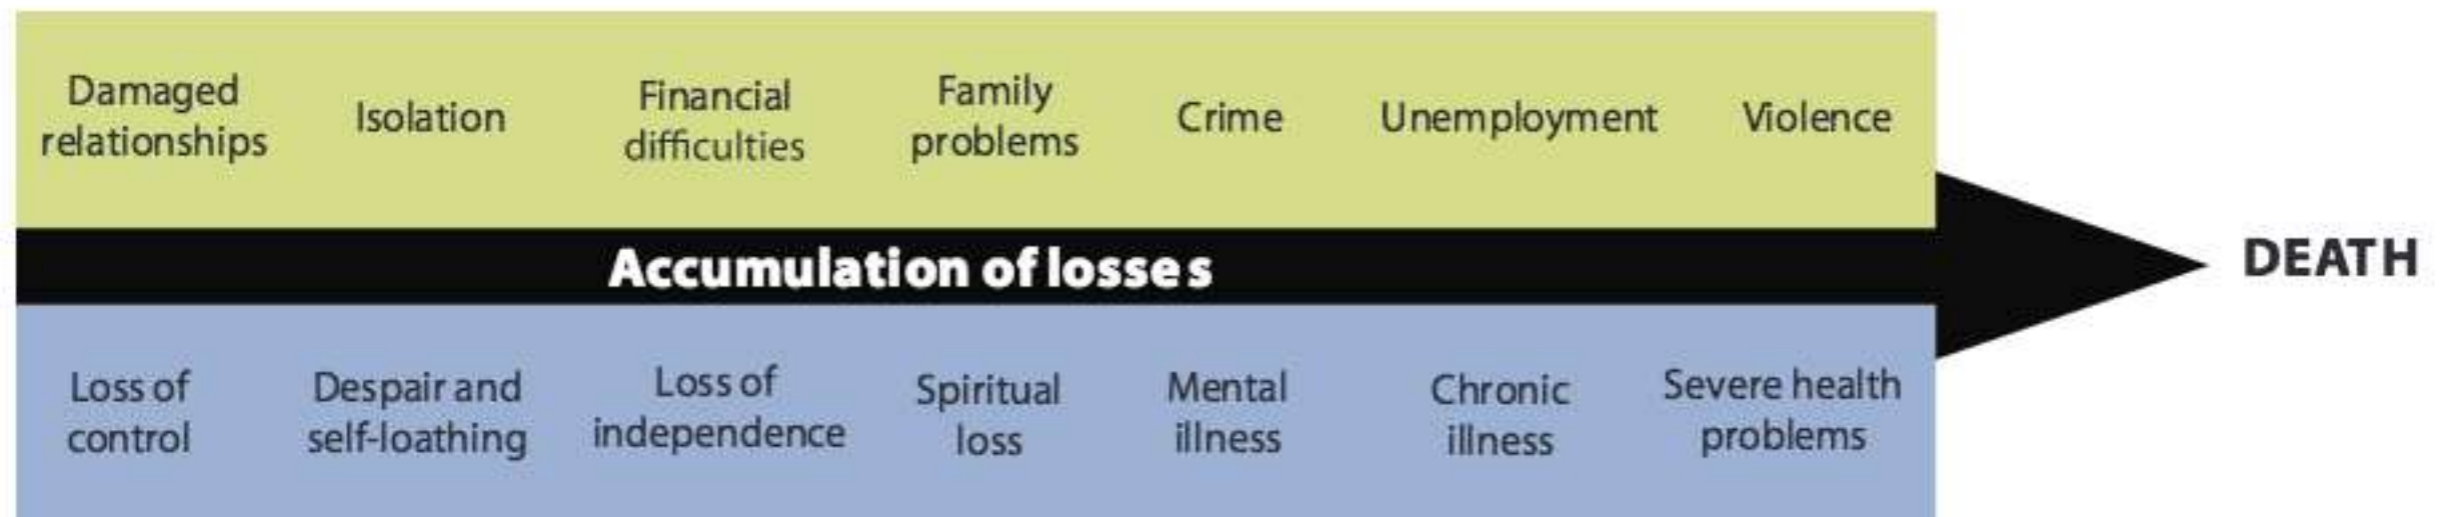 Damaged
relationships
Isolation
Financial
difficulties
Family
problems
Crime
Unemployment
Violence
Accumulation of losses
DEATH
Loss of
control
Despair and
self-loathing
Loss of
independence
Spiritual
loss
Mental
illness
Chronic
illness
Severe health
problems